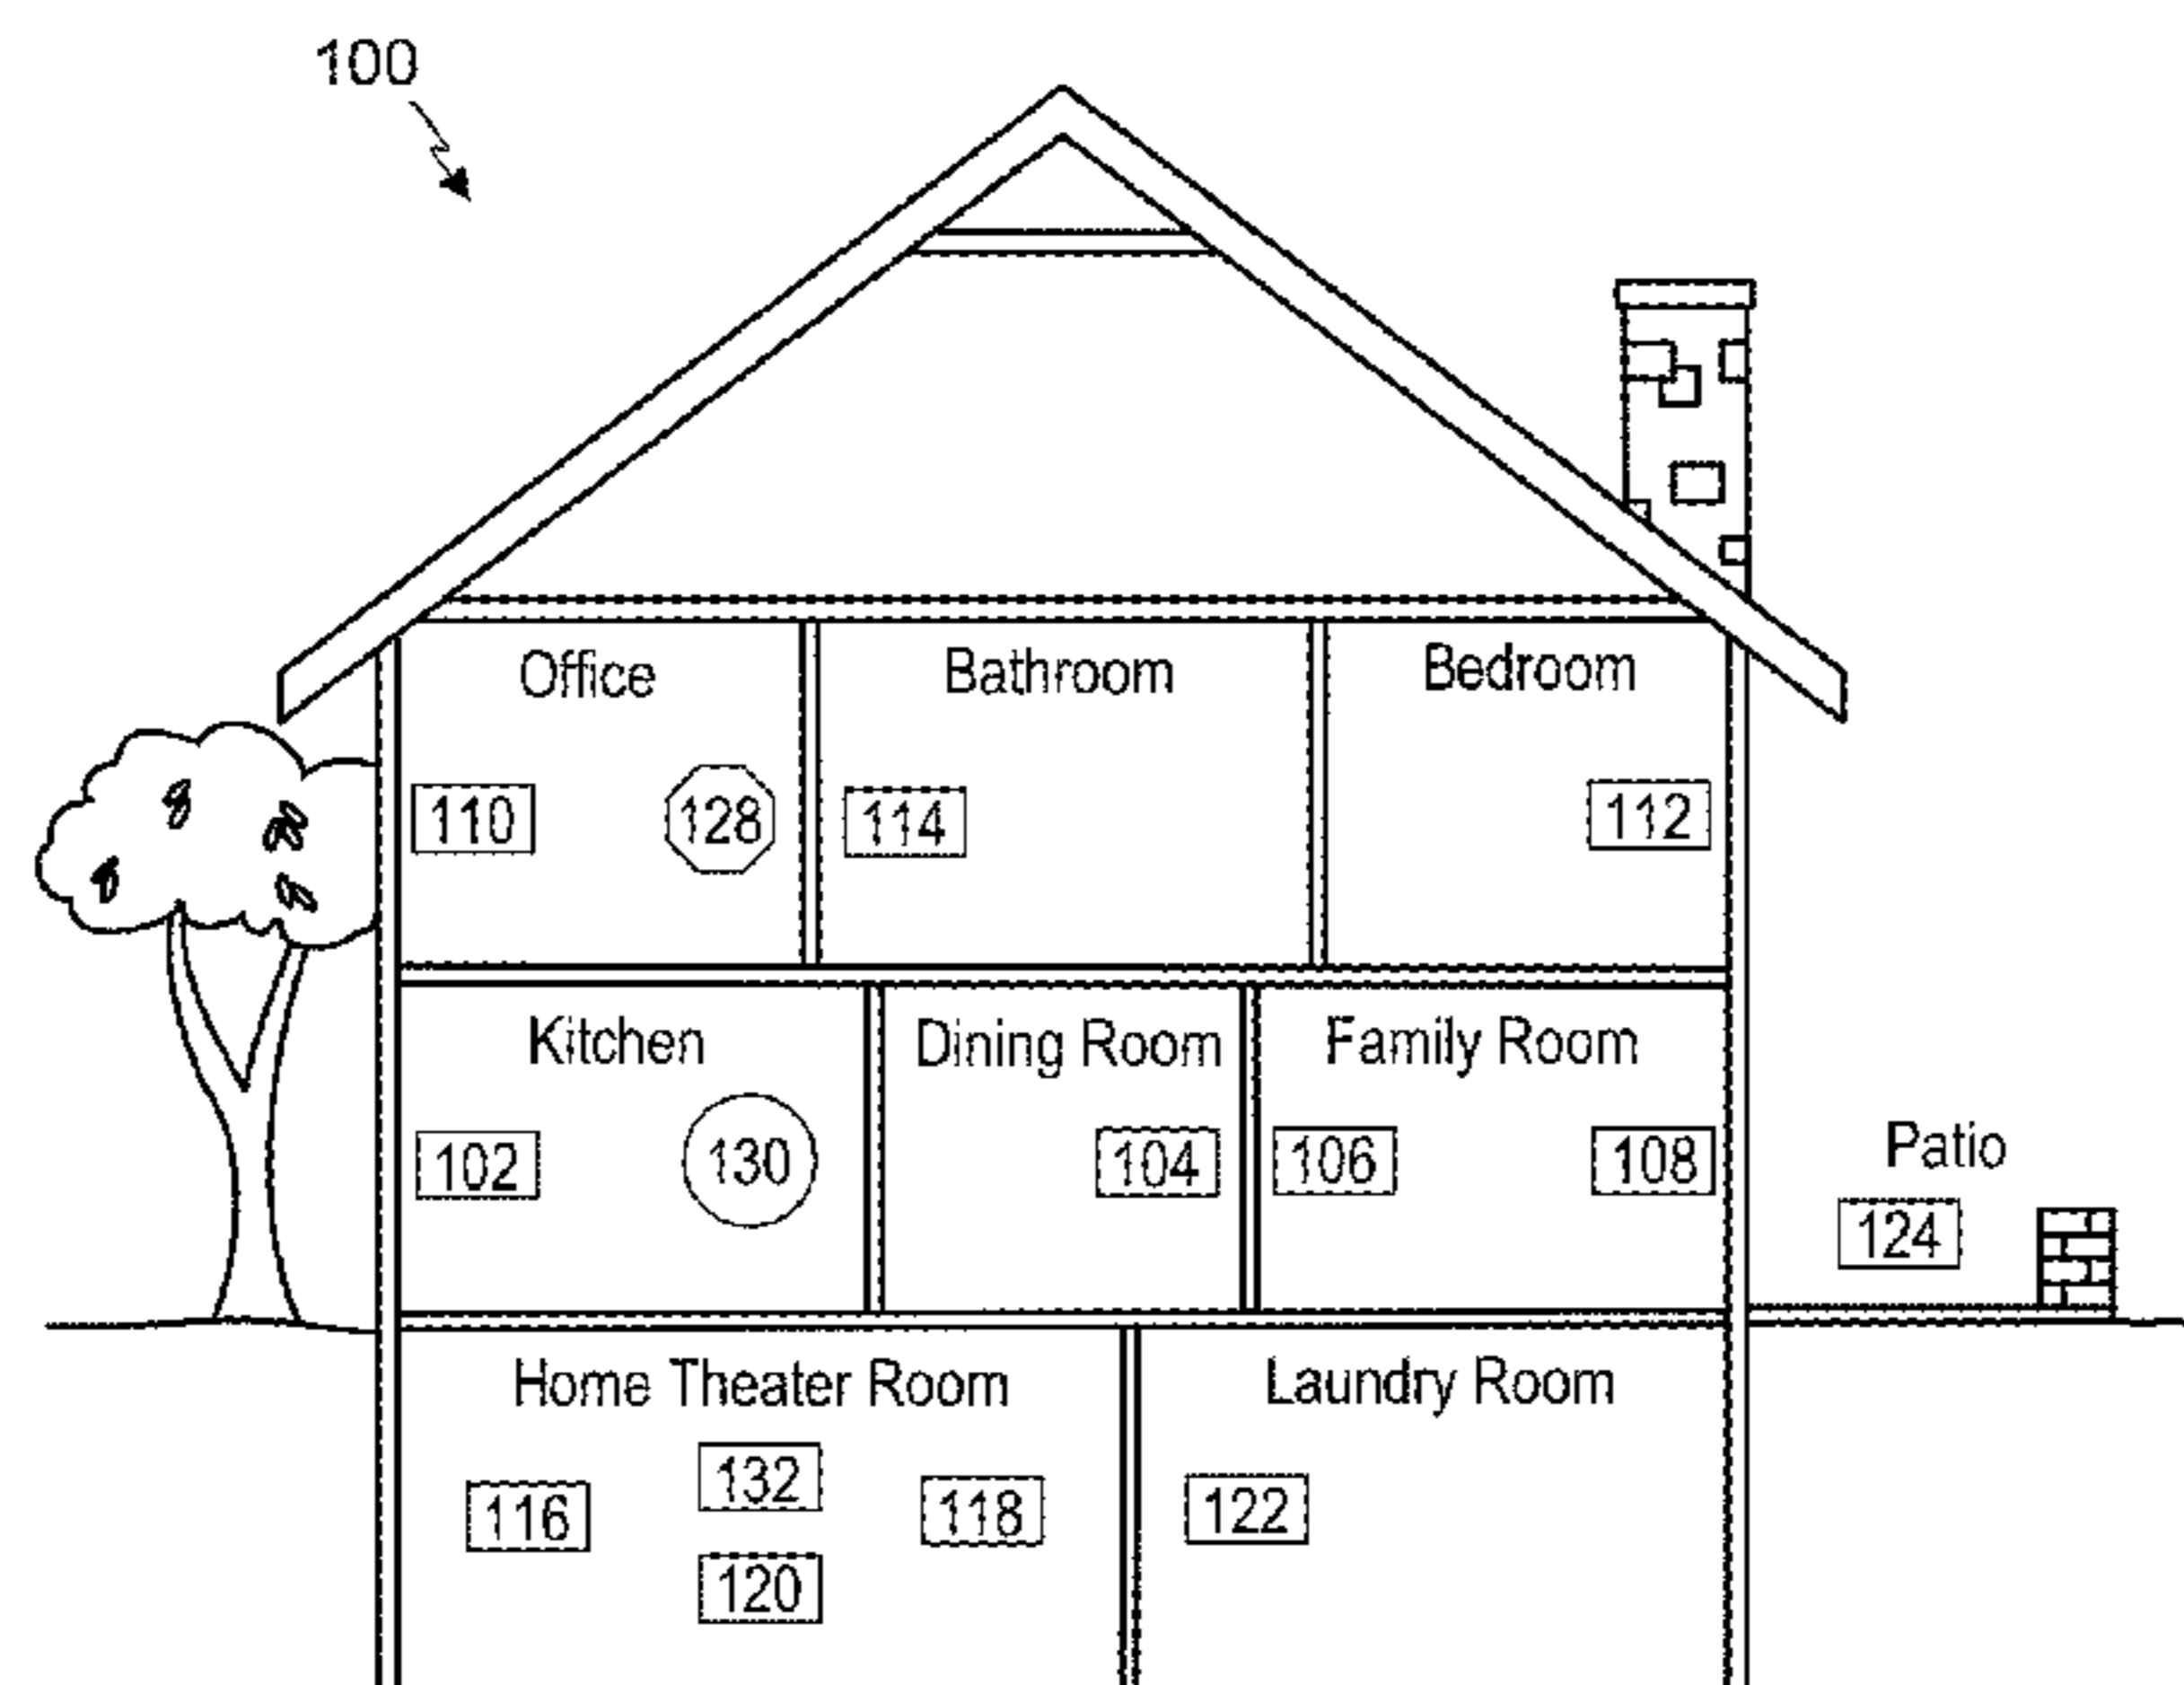 100
Office
Bathroom
Bedroom
110
128
114
112
Kitchen
Dining Room
Family Room
102
130
104
106
108
Patio
124
Home Theater Room
Laundry Room
116
132
118
122
120